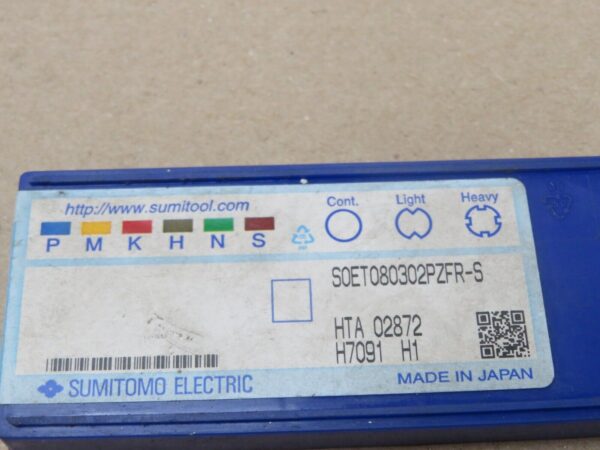 http://www.sumitool.com
Cont. Light Heavy
P M K H N S
SOET080302PZFR-S
HTA 02872
H7091 H1
SUMITOMO ELECTRIC
MADE IN JAPAN